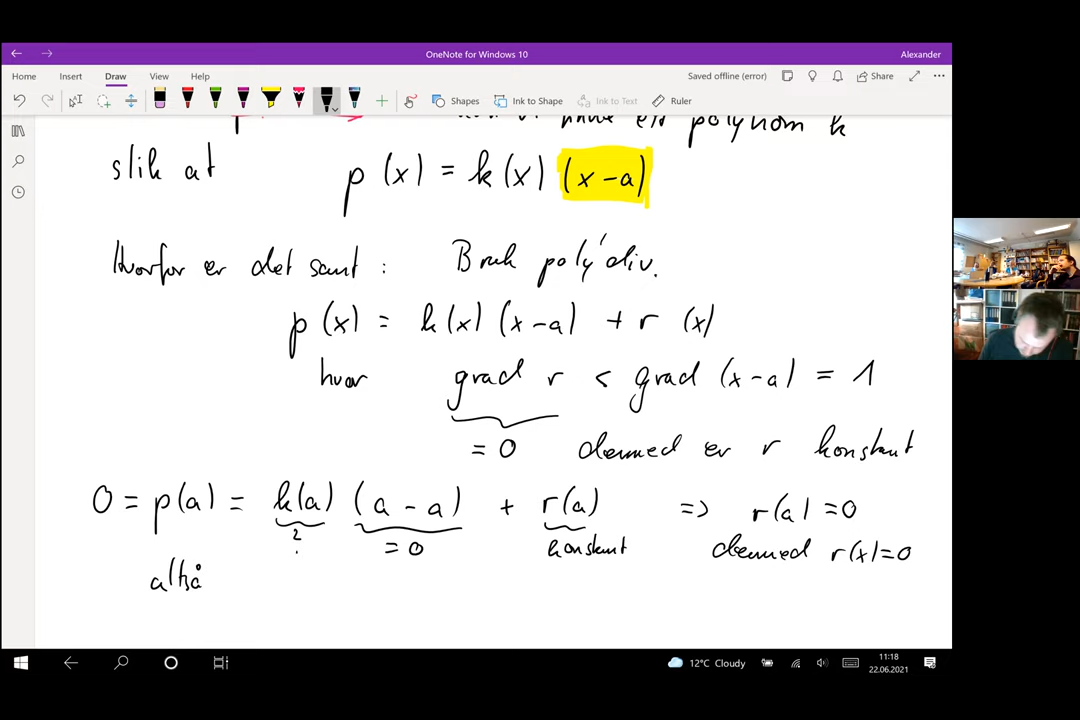 OneNote for Windows 10
Alexander
Home Insert Draw View Help
Saved offline (error) Share
Shapes Ink to Shape Ink to Text Ruler
polynom k
slik at p(x) = k(x) (x-a)
Hvorfor er det sant : Bruk poly'div.
p(x) = k(x) (x-a) + r (x)
hvor grad r < grad (x-a) = 1
= 0 dermed er r konstant
0 = p(a) = k(a) (a - a) + r(a) => r(a) = 0
? = 0 konstant dermed r(x)=0
altså
12°C Cloudy
11:18
22.06.2021